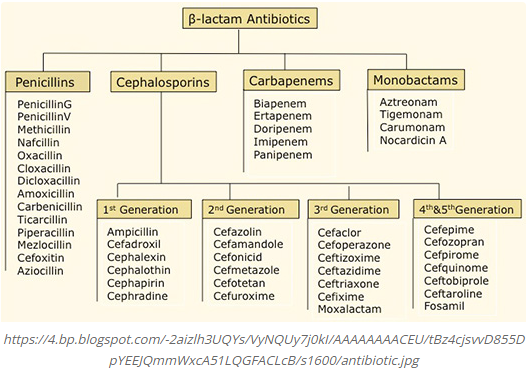 β-lactam Antibiotics
Penicillins
PenicillinG
PenicillinV
Methicillin
Nafcillin
Oxacillin
Cloxacillin
Dicloxacillin
Amoxicillin
Carbenicillin
Ticarcillin
Piperacillin
Mezlocillin
Cefoxitin
Aziocillin
Cephalosporins
Carbapenems
Biapenem
Ertapenem
Doripenem
Imipenem
Panipenem
Monobactams
Aztreonam
Tigemonam
Carumonam
Nocardicin A
1st Generation
Ampicillin
Cefadroxil
Cephalexin
Cephalothin
Cephapirin
Cephradine
2nd Generation
Cefazolin
Cefamandole
Cefonicid
Cefmetazole
Cefotetan
Cefuroxime
3rd Generation
Cefaclor
Cefoperazone
Ceftizoxime
Ceftazidime
Ceftriaxone
Cefixime
Moxalactam
4th&5thGeneration
Cefepime
Cefozopran
Cefpirome
Cefquinome
Ceftobiprole
Ceftaroline
Fosamil
https://4.bp.blogspot.com/-2aizlh3UQYs/VyNQUy7j0kI/AAAAAAAACEU/tBz4cjsvvD855D
pYEEJQmmWxcA51LQGFACLcB/s1600/antibiotic.jpg